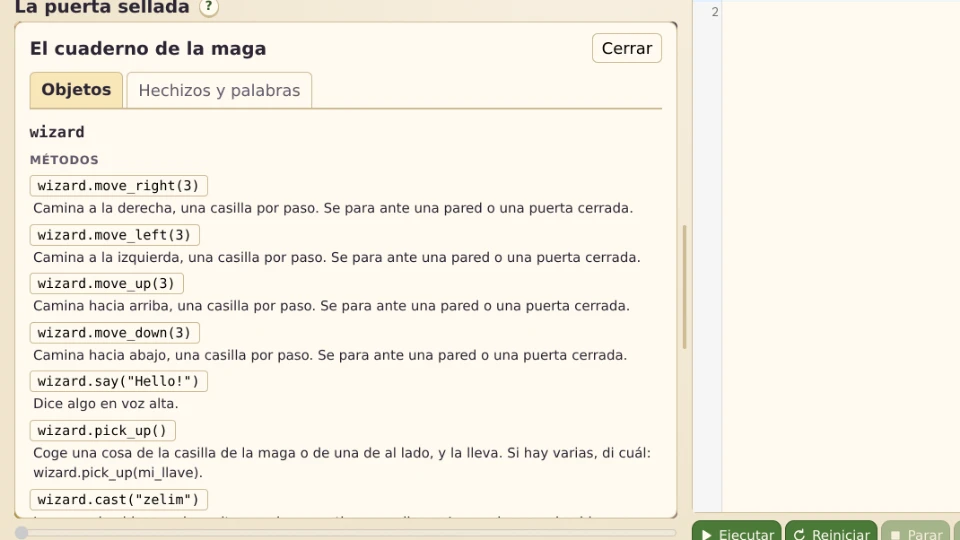 La puerta sellada ?
El cuaderno de la maga
Cerrar
Objetos
Hechizos y palabras
wizard
MÉTODOS
wizard.move_right(3)
Camina a la derecha, una casilla por paso. Se para ante una pared o una puerta cerrada.
wizard.move_left(3)
Camina a la izquierda, una casilla por paso. Se para ante una pared o una puerta cerrada.
wizard.move_up(3)
Camina hacia arriba, una casilla por paso. Se para ante una pared o una puerta cerrada.
wizard.move_down(3)
Camina hacia abajo, una casilla por paso. Se para ante una pared o una puerta cerrada.
wizard.say("Hello!")
Dice algo en voz alta.
wizard.pick_up()
Coge una cosa de la casilla de la maga o de una de al lado, y la lleva. Si hay varias, di cuál:
wizard.pick_up(mi_llave).
wizard.cast("zelim")
2
Ejecutar
Reiniciar
Parar